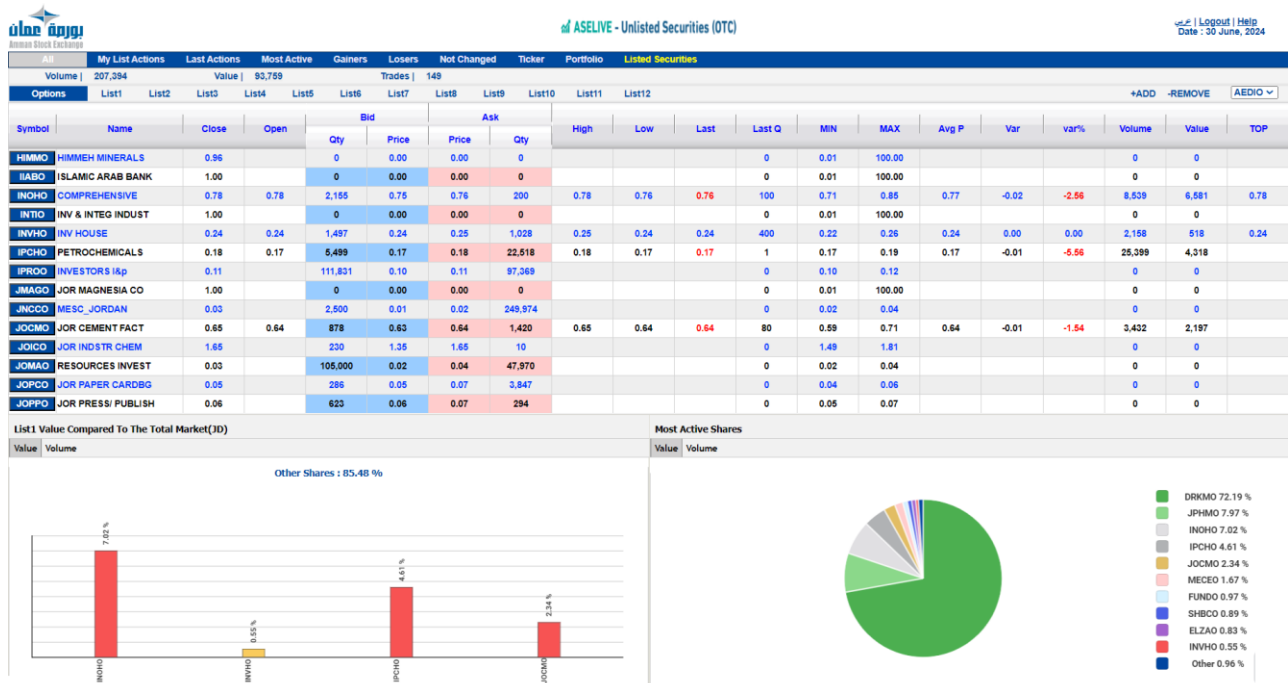 بورصة عمان
Amman Stock Exchange
ASELIVE - Unlisted Securities (OTC)
عربي | Logout | Help
Date : 30 June, 2024
All My List Actions Last Actions Most Active Gainers Losers Not Changed Ticker Portfolio Listed Securities
Volume | 207,394 Value | 93,759 Trades | 149
Options List1 List2 List3 List4 List5 List6 List7 List8 List9 List10 List11 List12 +ADD -REMOVE AEDIO
Bid Ask
Symbol Name Close Open Qty Price Price Qty High Low Last Last Q MIN MAX Avg P Var var% Volume Value TOP
HIMMO HIMMEH MINERALS 0.96 0 0.00 0.00 0 0 0.01 100.00 0 0
IIABO ISLAMIC ARAB BANK 1.00 0 0.00 0.00 0 0 0.01 100.00 0 0
INOHO COMPREHENSIVE 0.78 0.78 2,155 0.75 0.76 200 0.78 0.76 0.76 100 0.71 0.85 0.77 -0.02 -2.56 8,539 6,581 0.78
INTIO INV & INTEG INDUST 1.00 0 0.00 0.00 0 0 0.01 100.00 0 0
INVHO INV HOUSE 0.24 0.24 1,497 0.24 0.25 1,028 0.25 0.24 0.24 400 0.22 0.26 0.24 0.00 0.00 2,158 518 0.24
IPCHO PETROCHEMICALS 0.18 0.17 5,499 0.17 0.18 22,518 0.18 0.17 0.17 1 0.17 0.19 0.17 -0.01 -5.56 25,399 4,318
IPROO INVESTORS I&p 0.11 111,831 0.10 0.11 97,369 0 0.10 0.12 0 0
JMAGO JOR MAGNESIA CO 1.00 0 0.00 0.00 0 0 0.01 100.00 0 0
JNCCO MESC_JORDAN 0.03 2,500 0.01 0.02 249,974 0 0.02 0.04 0 0
JOCMO JOR CEMENT FACT 0.65 0.64 878 0.63 0.64 1,420 0.65 0.64 0.64 80 0.59 0.71 0.64 -0.01 -1.54 3,432 2,197
JOICO JOR INDSTR CHEM 1.65 230 1.35 1.65 10 0 1.49 1.81 0 0
JOMAO RESOURCES INVEST 0.03 105,000 0.02 0.04 47,970 0 0.02 0.04 0 0
JOPCO JOR PAPER CARDBG 0.05 286 0.05 0.07 3,847 0 0.04 0.06 0 0
JOPPO JOR PRESS/ PUBLISH 0.06 623 0.06 0.07 294 0 0.05 0.07 0 0
List1 Value Compared To The Total Market(JD)
Value Volume
Other Shares : 85.48 %
7.02 %
0.55 %
4.61 %
2.34 %
INOHO
INVHO
IPCHO
JOCMO
Most Active Shares
Value Volume
DRKMO 72.19 %
JPHMO 7.97 %
INOHO 7.02 %
IPCHO 4.61 %
JOCMO 2.34 %
MECEO 1.67 %
FUNDO 0.97 %
SHBCO 0.89 %
ELZAO 0.83 %
INVHO 0.55 %
Other 0.96 %